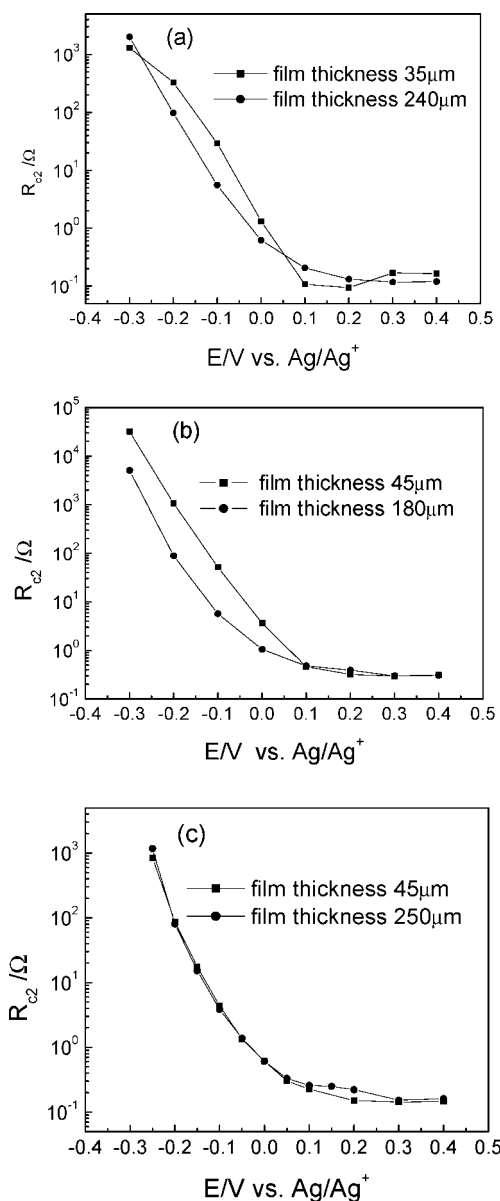 (a)
film thickness 35μm
film thickness 240μm
10³
10²
10¹
10⁰
10⁻¹
R_c2 /Ω
-0.4 -0.3 -0.2 -0.1 0.0 0.1 0.2 0.3 0.4 0.5
E/V vs. Ag/Ag⁺
(b)
film thickness 45μm
film thickness 180μm
10⁵
10⁴
10³
10²
10¹
10⁰
10⁻¹
R_c2 /Ω
-0.4 -0.3 -0.2 -0.1 0.0 0.1 0.2 0.3 0.4 0.5
E/V vs. Ag/Ag⁺
(c)
film thickness 45μm
film thickness 250μm
10³
10²
10¹
10⁰
10⁻¹
R_c2 /Ω
-0.4 -0.3 -0.2 -0.1 0.0 0.1 0.2 0.3 0.4 0.5
E/V vs. Ag/Ag⁺